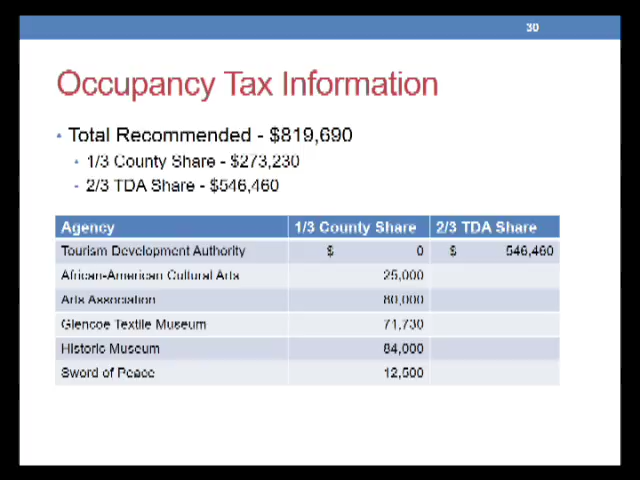 30
Occupancy Tax Information
• Total Recommended - $819,690
• 1/3 County Share - $273,230
• 2/3 TDA Share - $546,460
Agency 1/3 County Share 2/3 TDA Share
Tourism Development Authority $ 0 $ 546,460
African-American Cultural Arts 25,000
Arts Association 80,000
Glencoe Textile Museum 71,730
Historic Museum 84,000
Sword of Peace 12,500